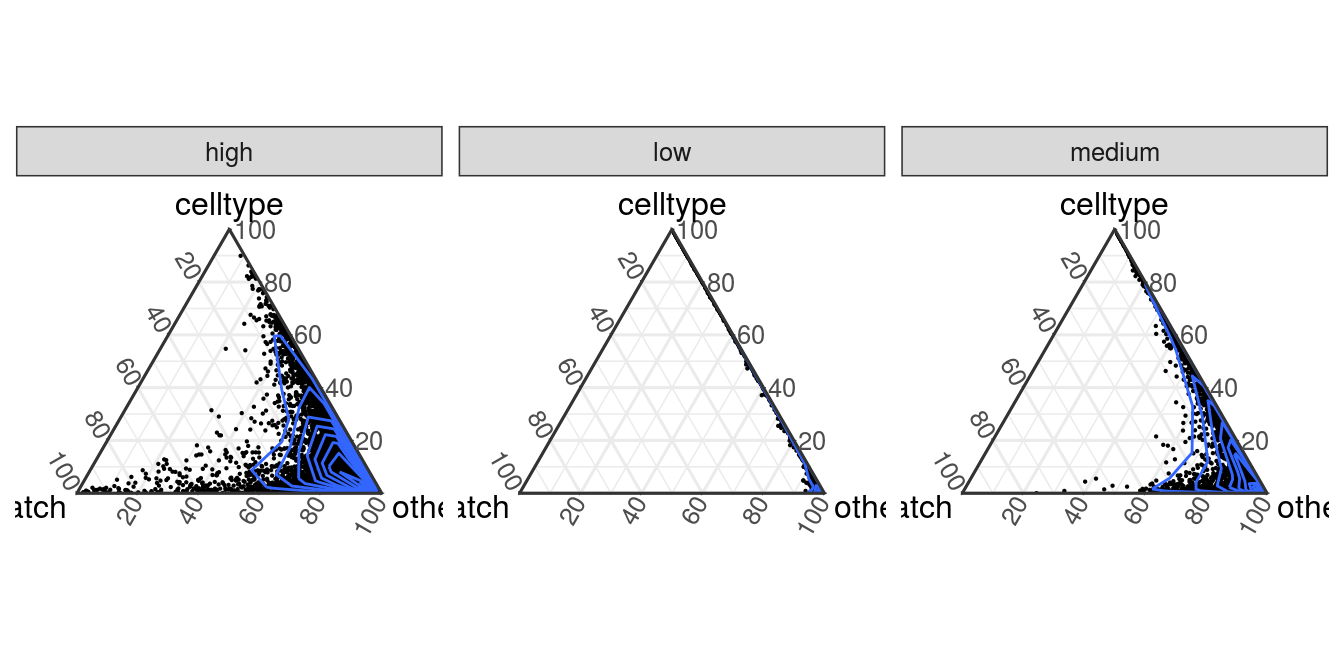 high low medium
celltype celltype celltype
100 100 100
20 80 20 80 20 80
40 60 40 60 40 60
60 40 60 40 60 40
80 20 80 20 80 20
100 100 100
atch othe atch othe atch othe
20 40 60 80 100 20 40 60 80 100 20 40 60 80 100